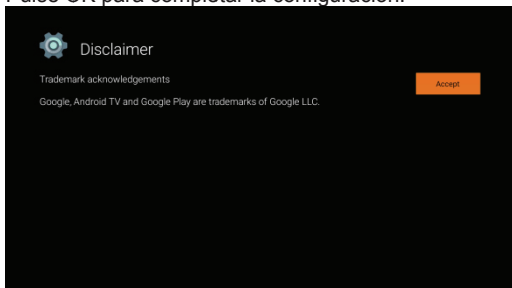 Pulse OK para completar la configuración.
Disclaimer
Trademark acknowledgements
Accept
Google, Android TV and Google Play are trademarks of Google LLC.